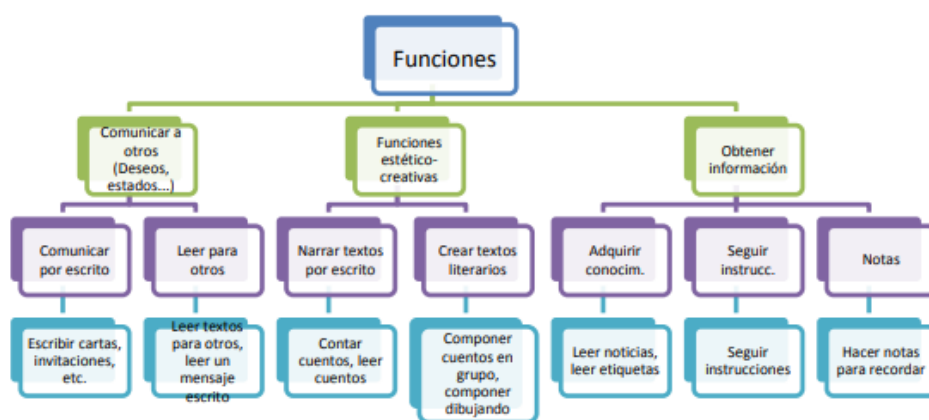 Funciones
Comunicar a
otros
(Deseos,
estados...)
Funciones
estético-
creativas
Obtener
información
Comunicar
por escrito
Leer para
otros
Narrar textos
por escrito
Crear textos
literarios
Adquirir
conocim.
Seguir
instrucc.
Notas
Escribir cartas,
invitaciones,
etc.
Leer textos
para otros,
leer un
mensaje
escrito
Contar
cuentos, leer
cuentos
Componer
cuentos en
grupo,
componer
dibujando
Leer noticias,
leer etiquetas
Seguir
instrucciones
Hacer notas
para recordar